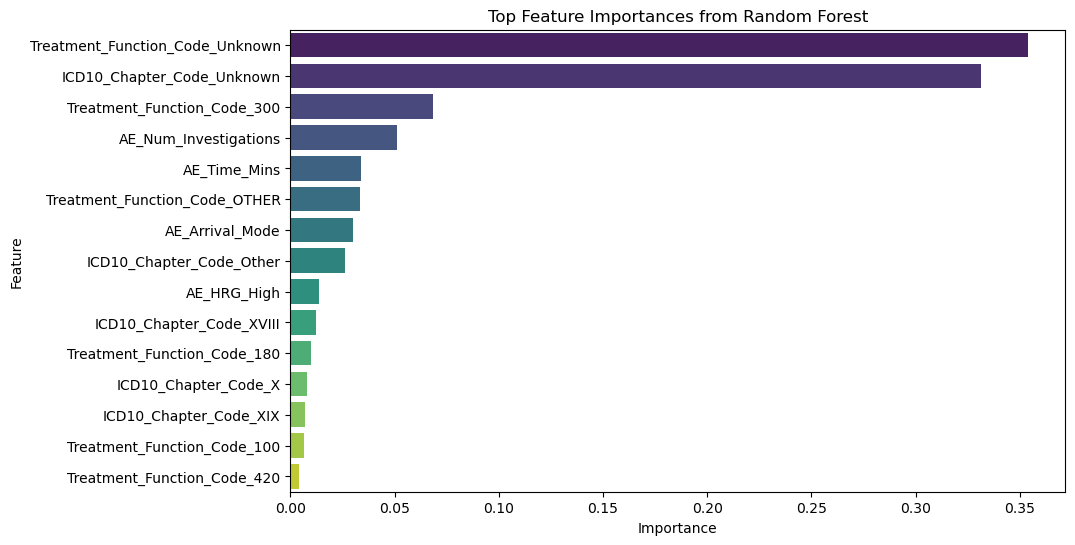 Top Feature Importances from Random Forest
Feature
Treatment_Function_Code_Unknown
ICD10_Chapter_Code_Unknown
Treatment_Function_Code_300
AE_Num_Investigations
AE_Time_Mins
Treatment_Function_Code_OTHER
AE_Arrival_Mode
ICD10_Chapter_Code_Other
AE_HRG_High
ICD10_Chapter_Code_XVIII
Treatment_Function_Code_180
ICD10_Chapter_Code_X
ICD10_Chapter_Code_XIX
Treatment_Function_Code_100
Treatment_Function_Code_420
0.00 0.05 0.10 0.15 0.20 0.25 0.30 0.35
Importance